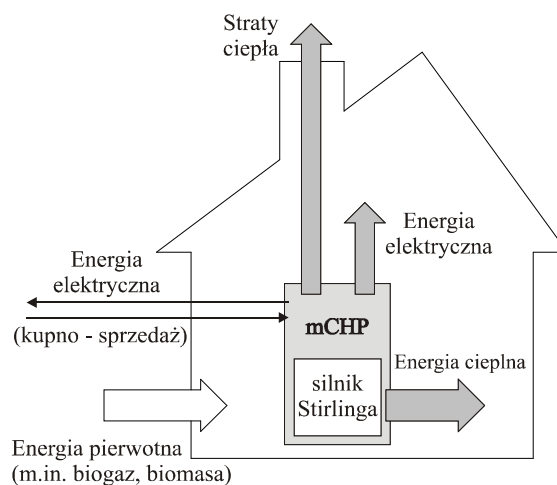 Straty
ciepła
Energia
elektryczna
Energia
elektryczna
(kupno - sprzedaż)
mCHP
silnik
Stirlinga
Energia cieplna
Energia pierwotna
(m.in. biogaz, biomasa)